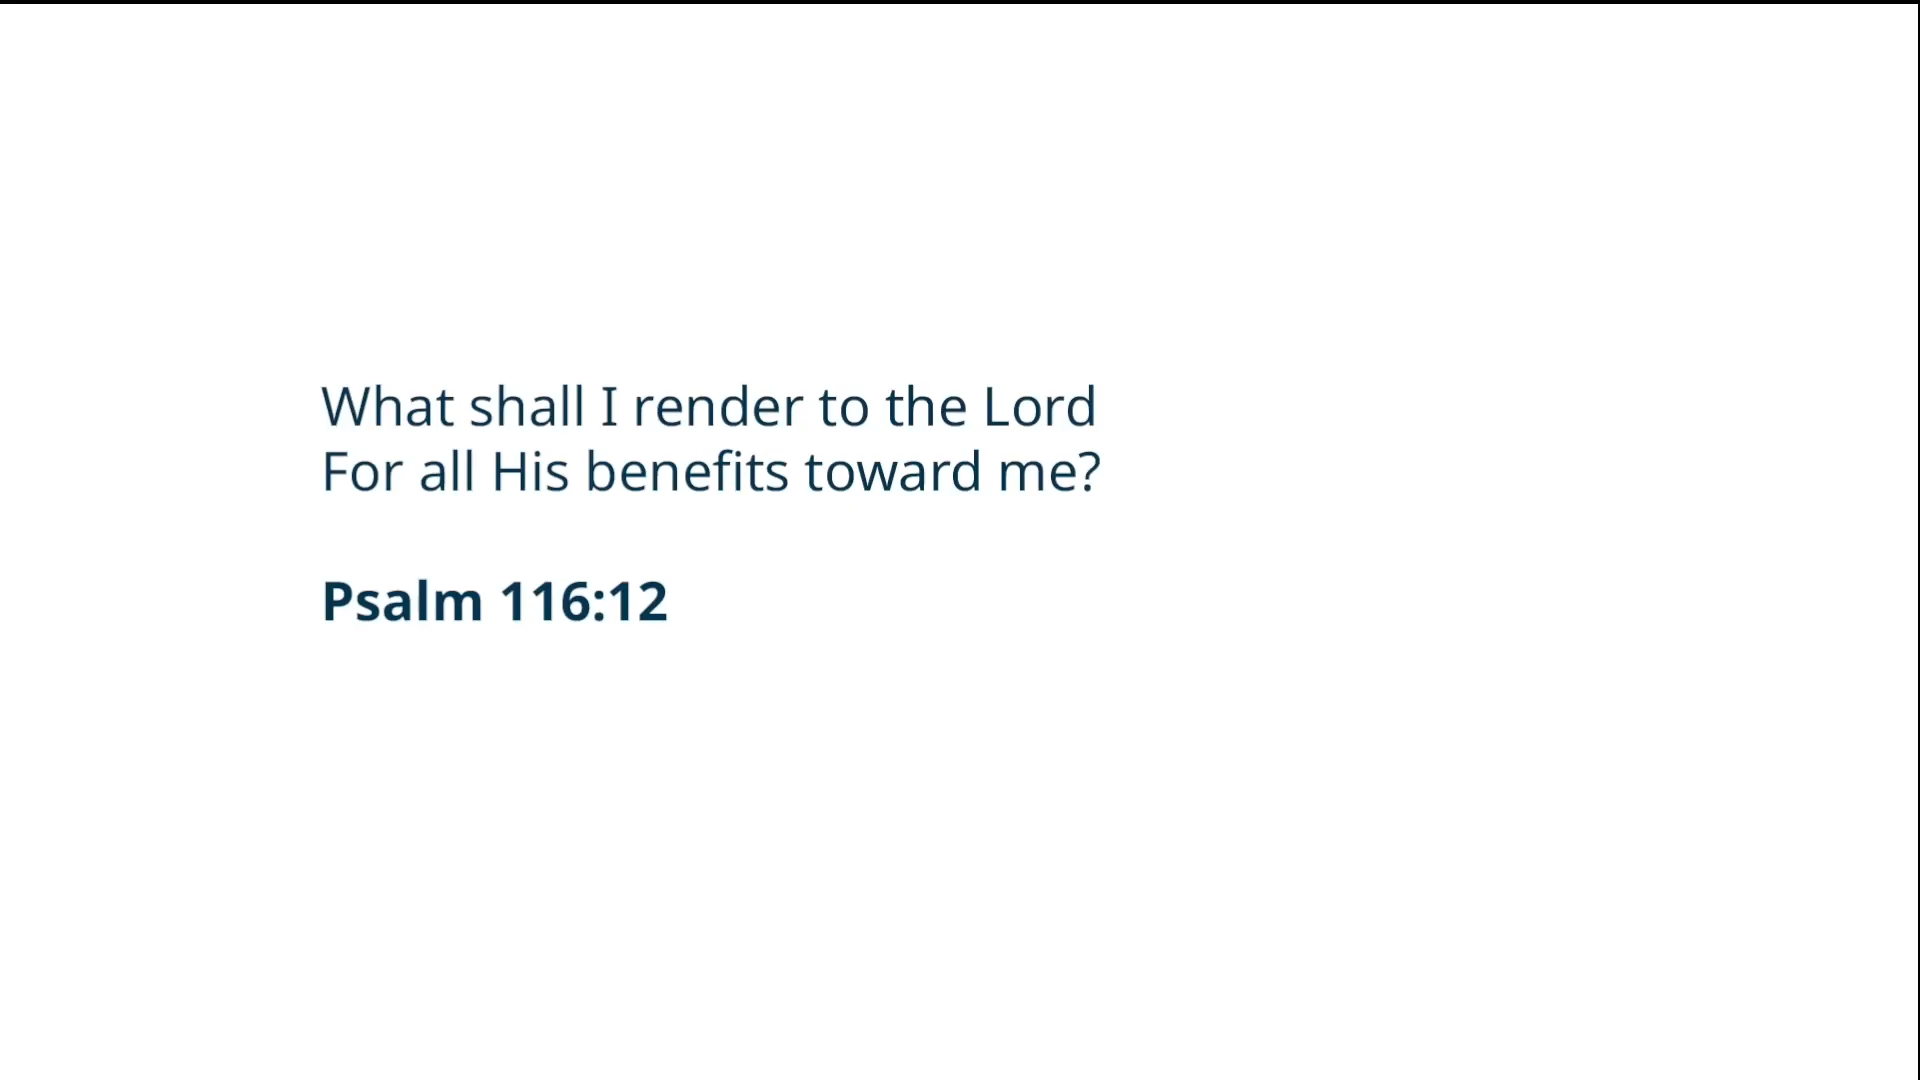 What shall I render to the Lord
For all His benefits toward me?
Psalm 116:12